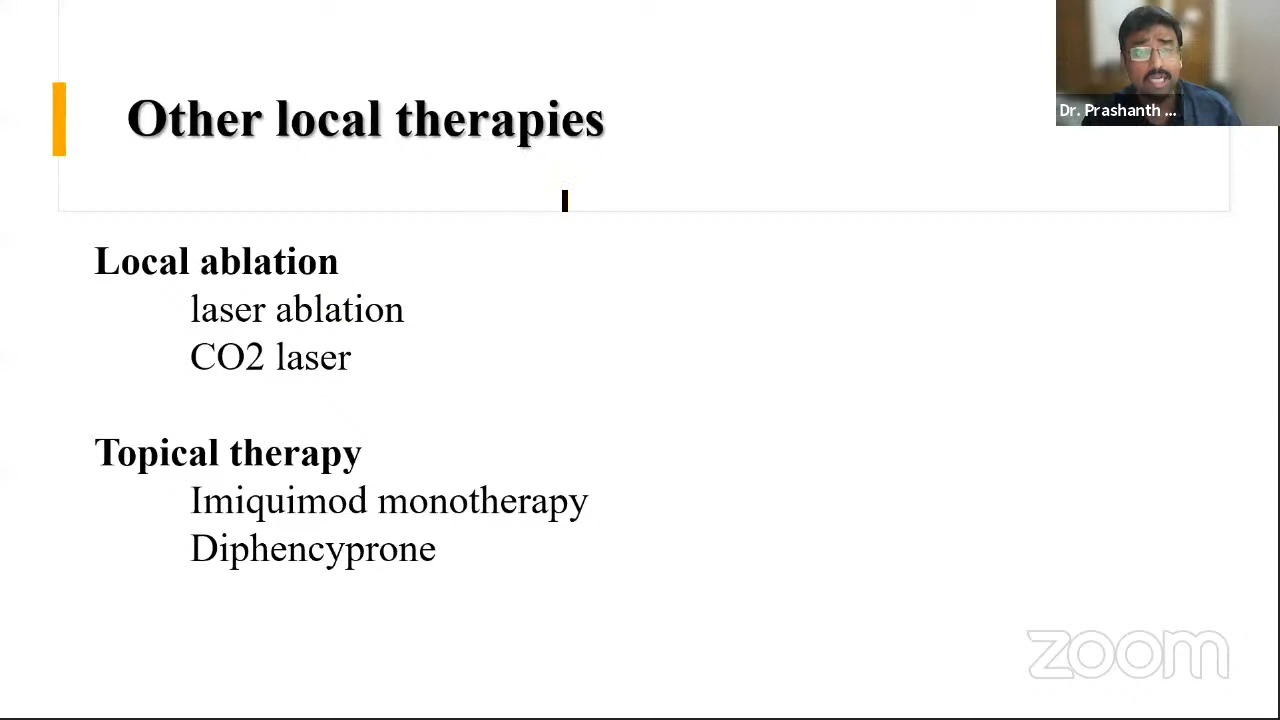 Dr. Prashanth ...
Other local therapies
Local ablation
laser ablation
CO2 laser
Topical therapy
Imiquimod monotherapy
Diphencyprone
zoom